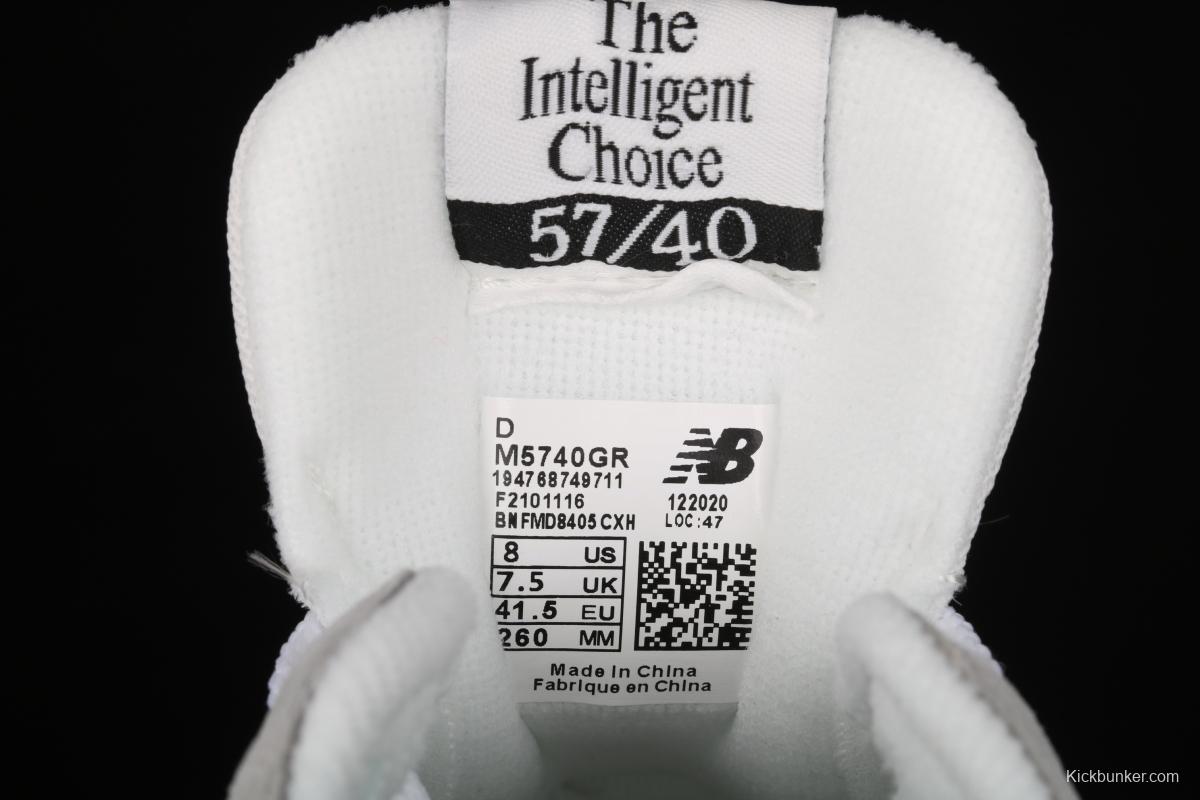 The
Intelligent
Choice
57/40
D
M5740GR
NB
194768749711
F2101116
122020
BNFMD8405 CXH
LOC:47
8 US
7.5 UK
41.5 EU
260 MM
Made in China
Fabrique en China
Kickbunker.com